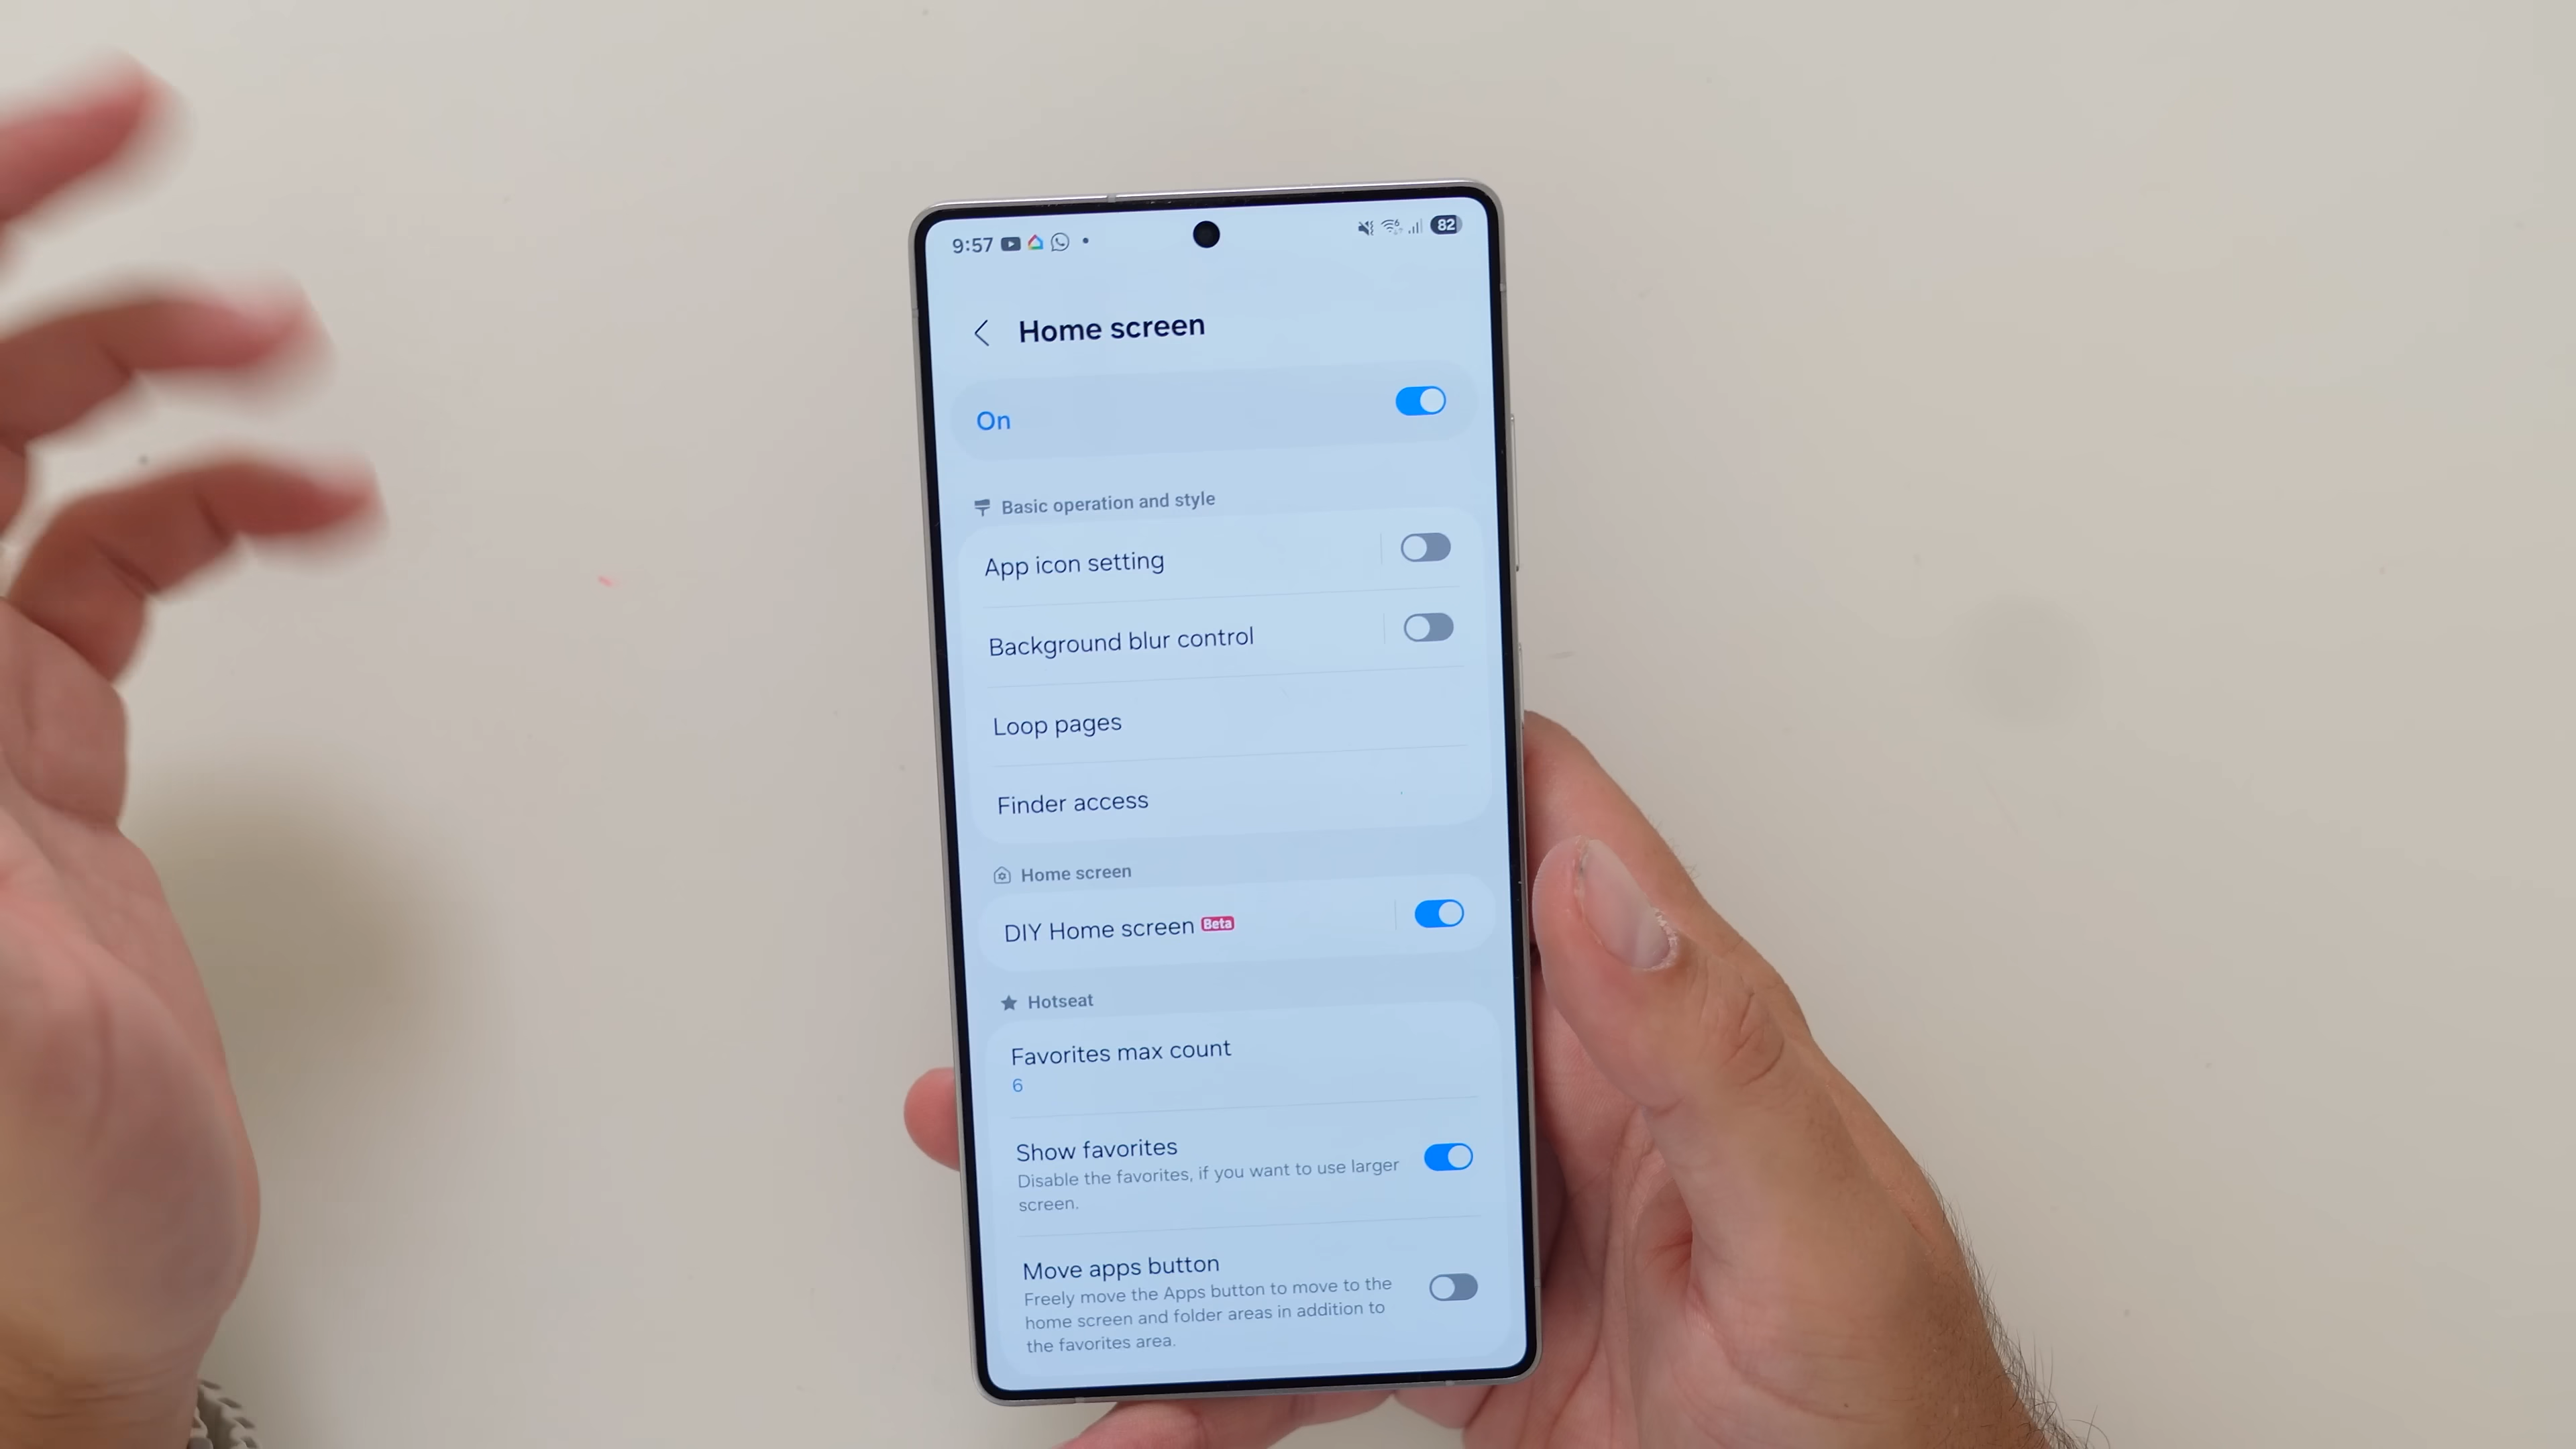 9:57
82
Home screen
On
Basic operation and style
App icon setting
Background blur control
Loop pages
Finder access
Home screen
DIY Home screen Beta
Hotseat
Favorites max count
6
Show favorites
Disable the favorites, if you want to use larger
screen.
Move apps button
Freely move the Apps button to move to the
home screen and folder areas in addition to
the favorites area.